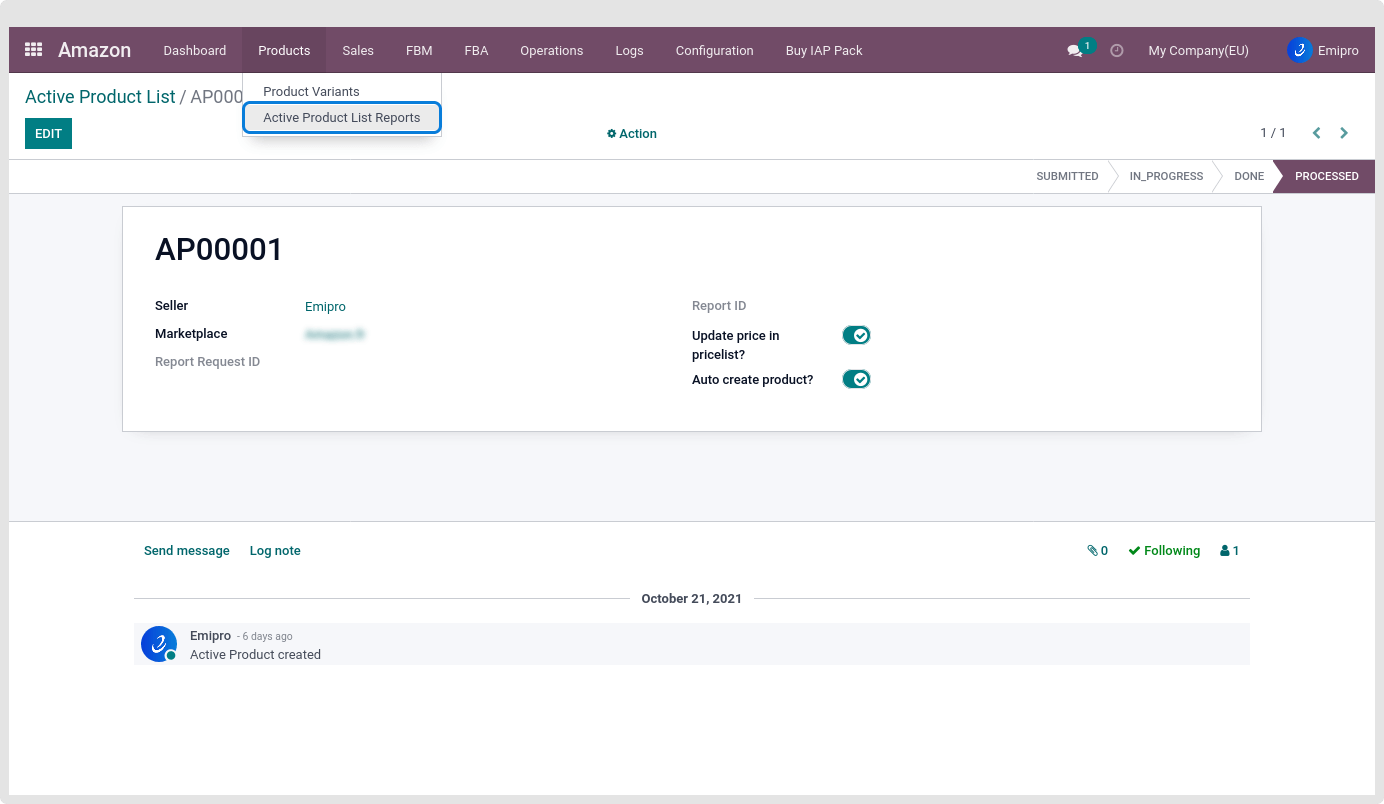 Amazon Dashboard Products Sales FBM FBA Operations Logs Configuration Buy IAP Pack 1 My Company(EU) Emipro
Product Variants
Active Product List Reports
Active Product List / AP000
EDIT Action 1 / 1
SUBMITTED IN_PROGRESS DONE PROCESSED
AP00001
Seller Emipro
Marketplace
Report Request ID
Report ID
Update price in
pricelist?
Auto create product?
Send message Log note 0 Following 1
October 21, 2021
Emipro - 6 days ago
Active Product created